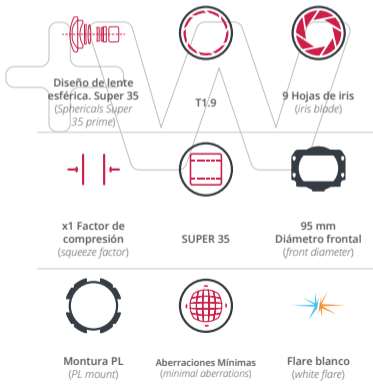 Diseño de lente
esférica. Super 35
(Sphericals Super
35 prime)
T1.9
9 Hojas de iris
(iris blade)
x1 Factor de
compresión
(squeeze factor)
SUPER 35
95 mm
Diámetro frontal
(front diameter)
Montura PL
(PL mount)
Aberraciones Mínimas
(minimal aberrations)
Flare blanco
(white flare)